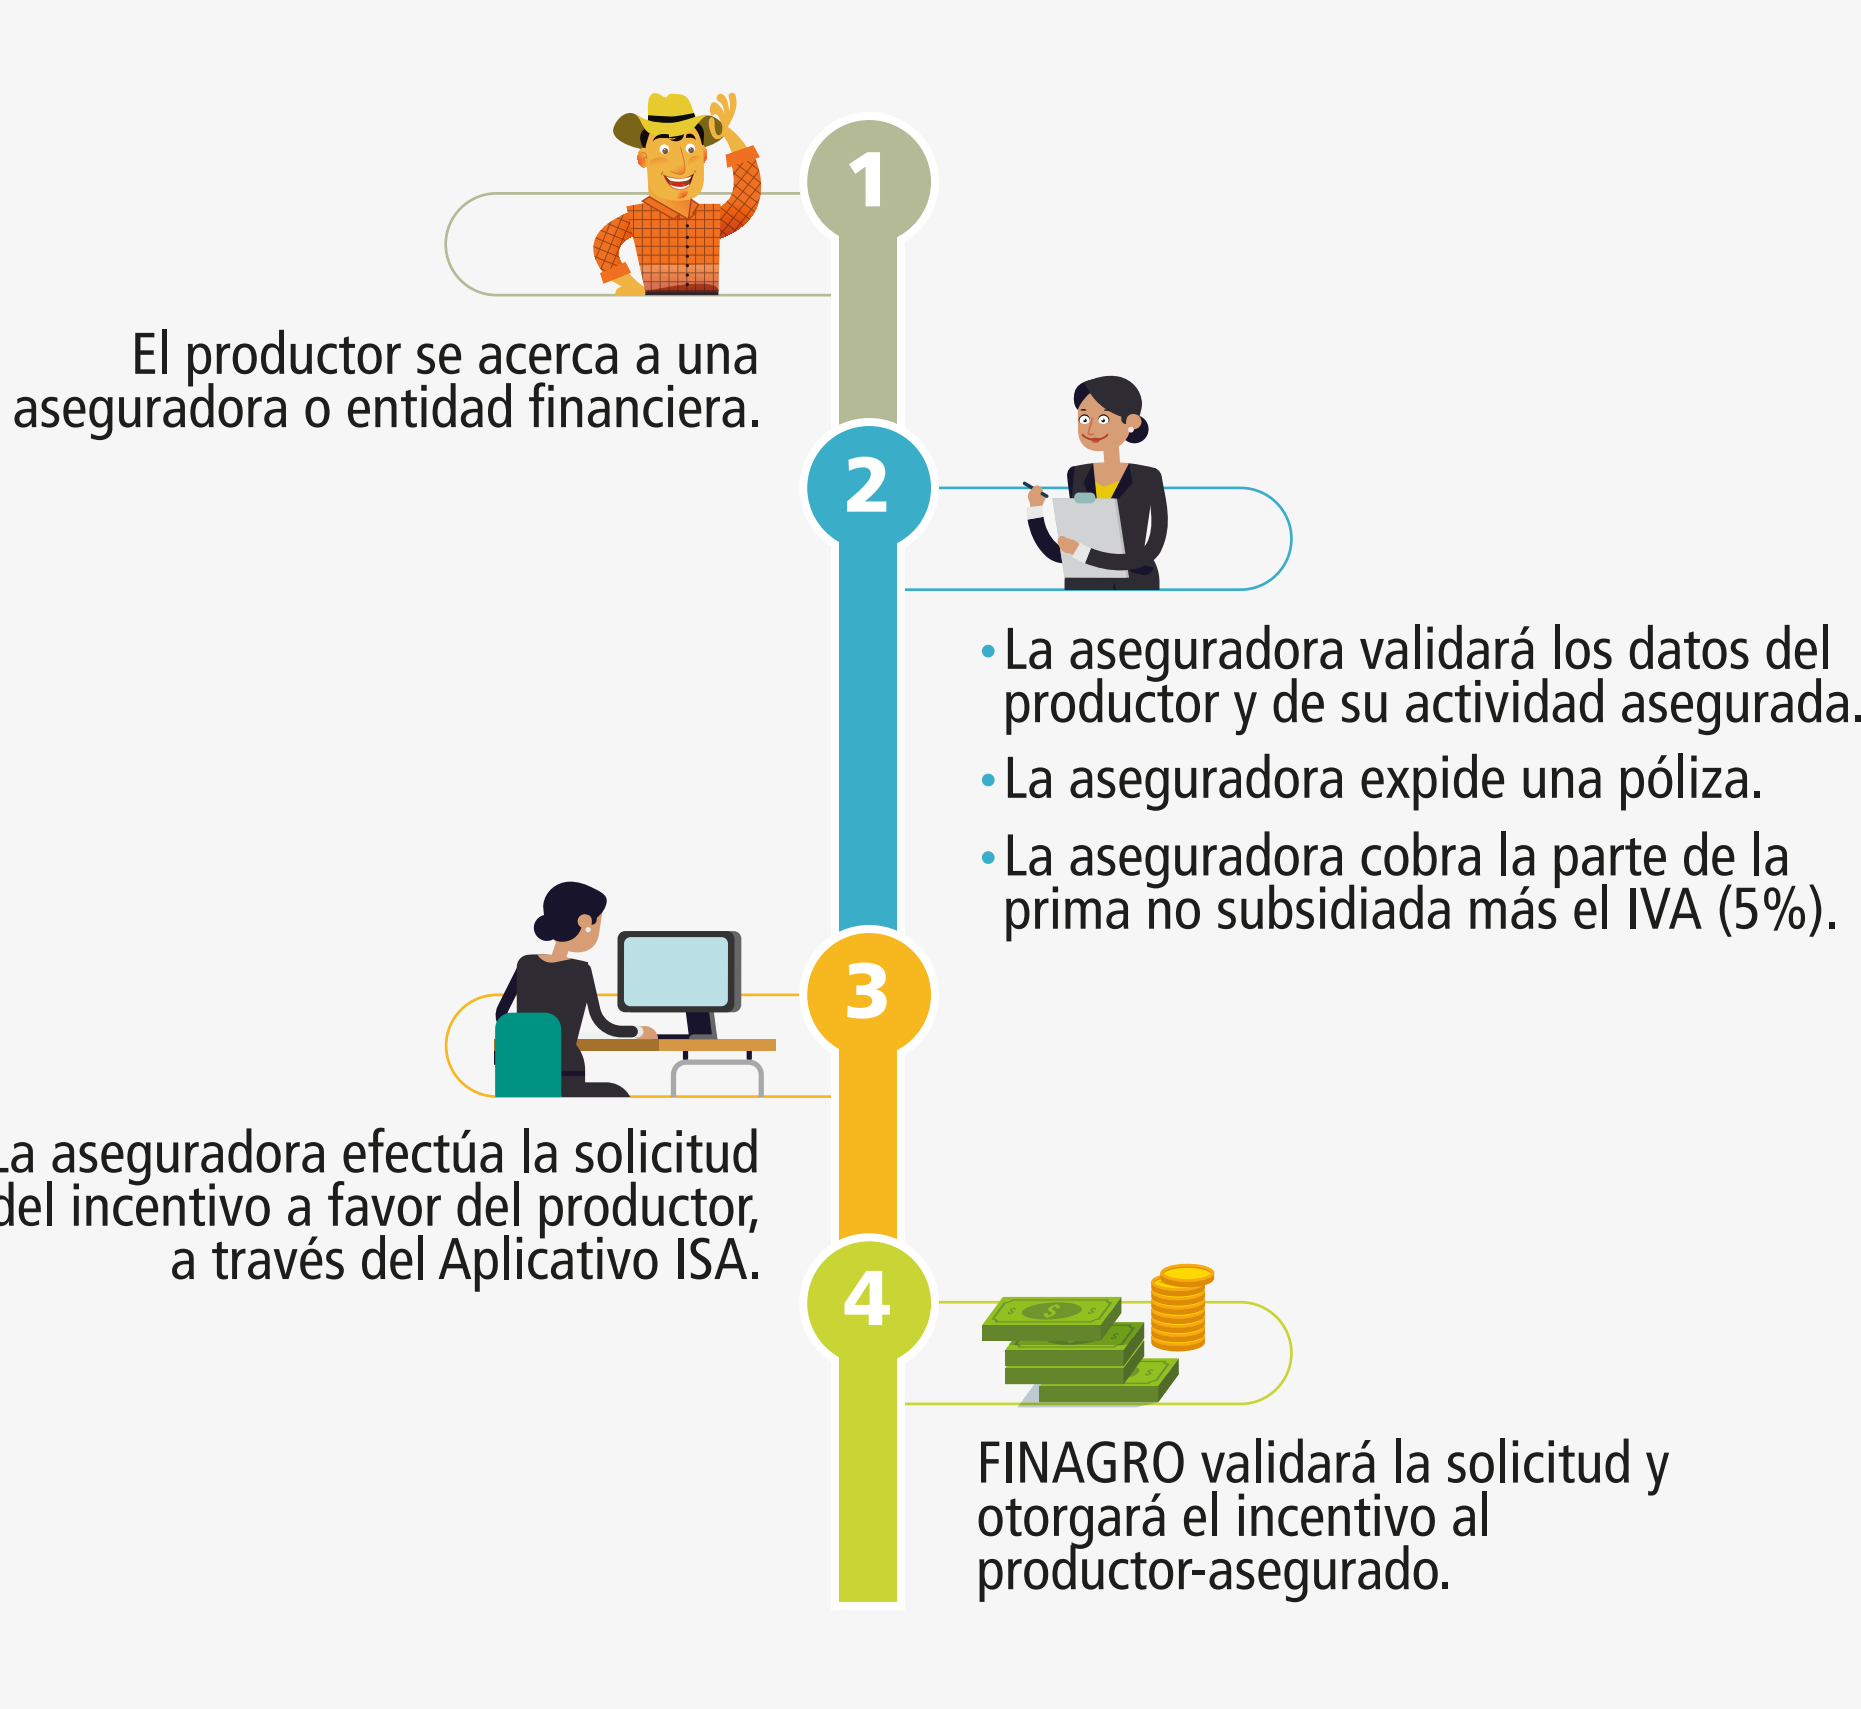 1
El productor se acerca a una
aseguradora o entidad financiera.
2
• La aseguradora validará los datos del
productor y de su actividad asegurada.
• La aseguradora expide una póliza.
• La aseguradora cobra la parte de la
prima no subsidiada más el IVA (5%).
3
La aseguradora efectúa la solicitud
del incentivo a favor del productor,
a través del Aplicativo ISA.
4
FINAGRO validará la solicitud y
otorgará el incentivo al
productor-asegurado.